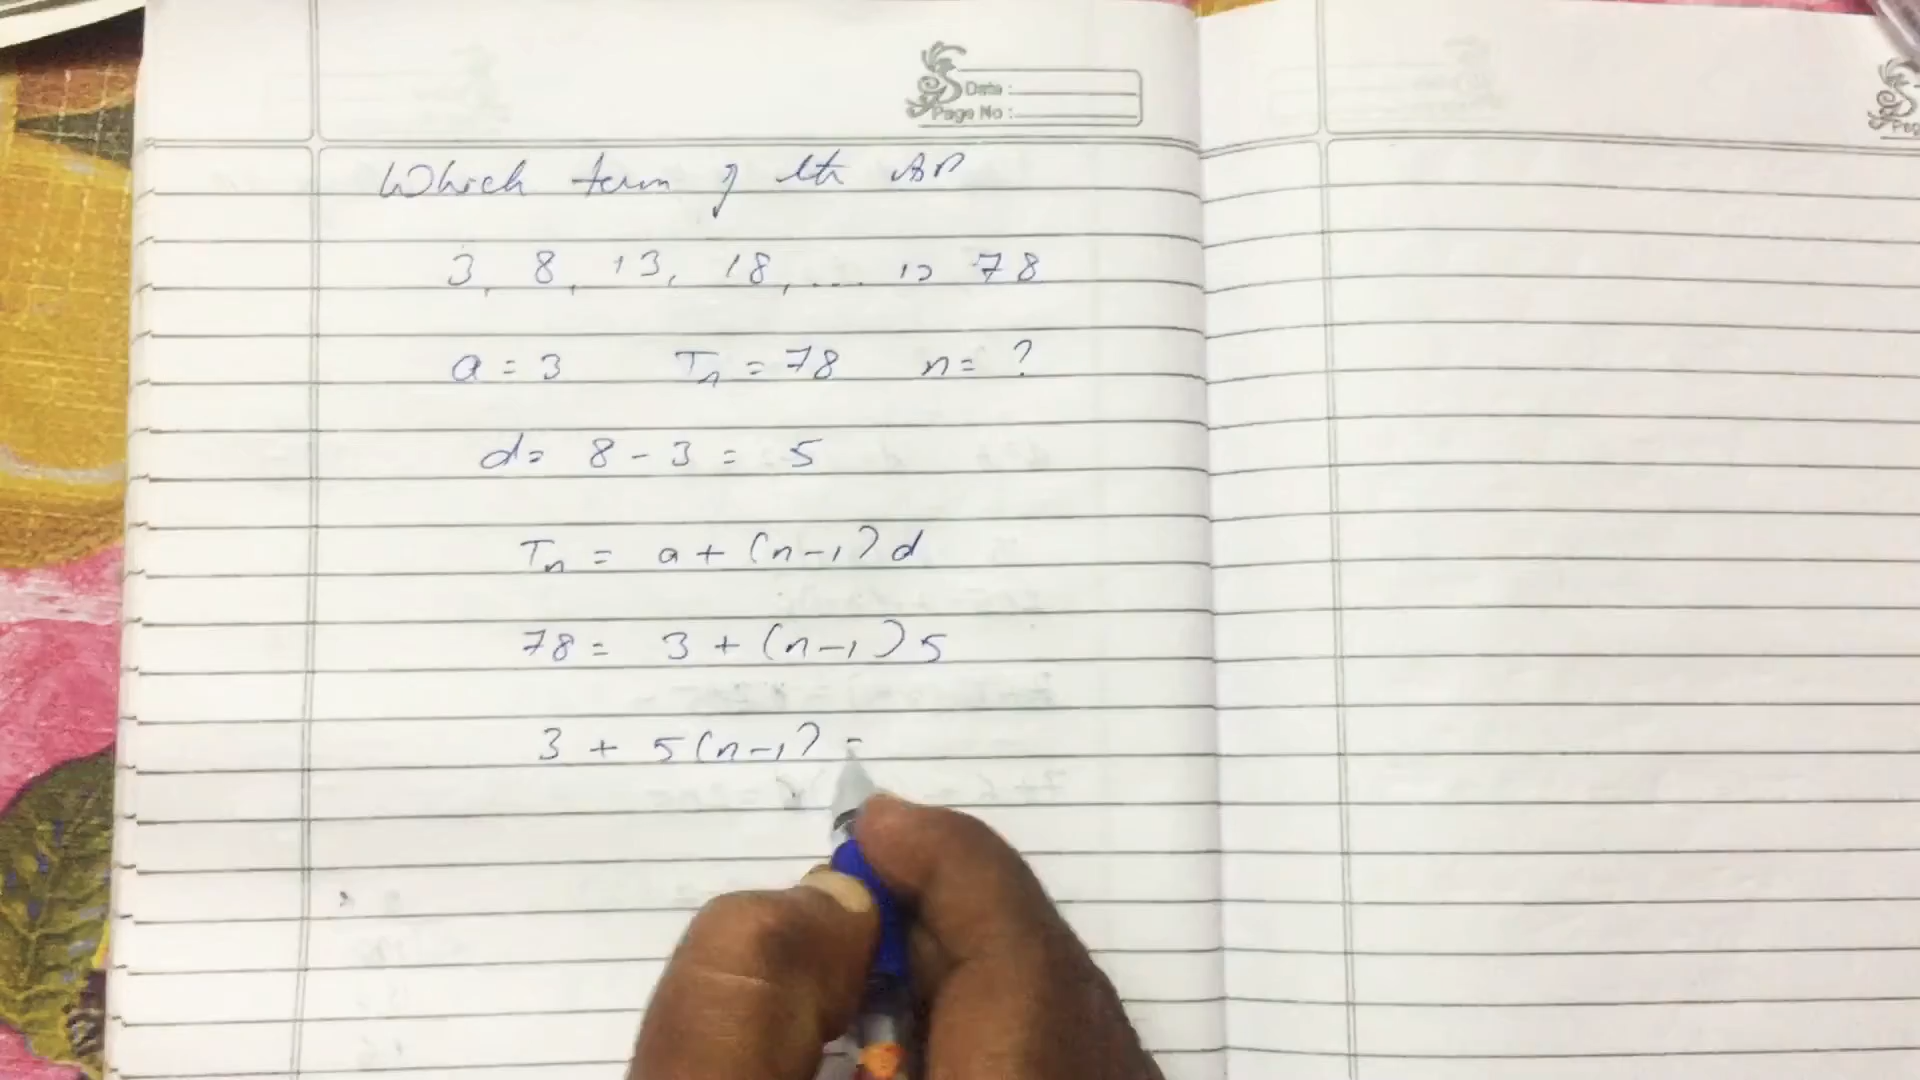 Date :
Page No :
Which term of the AP
3, 8, 13, 18, .... is 78
a = 3 Tn = 78 n = ?
d = 8 - 3 = 5
Tn = a + (n-1) d
78 = 3 + (n-1) 5
3 + 5(n-1) =